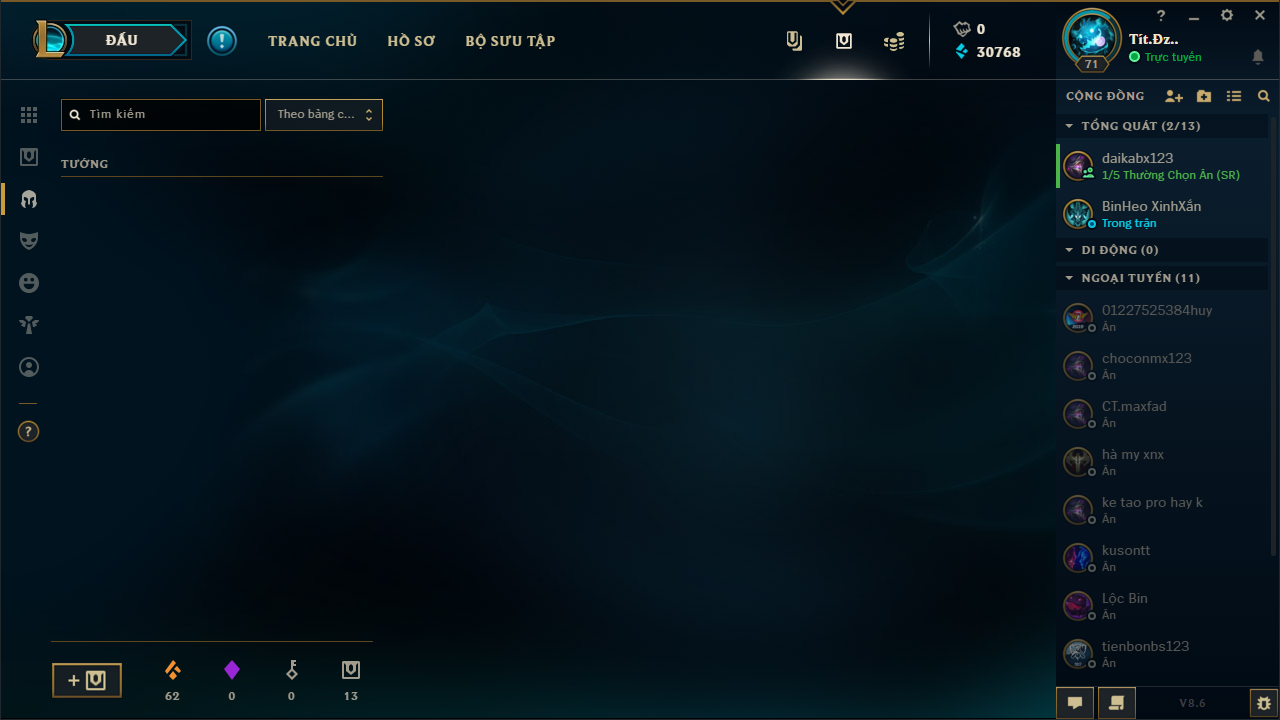 ĐẤU
TRANG CHỦ
HỒ SƠ
BỘ SƯU TẬP
0
30768
71
Tít.Đz..
Trực tuyến
Tìm kiếm
Theo bảng c...
TƯỚNG
CỘNG ĐỒNG
TỔNG QUÁT (2/13)
daikabx123
1/5 Thường Chọn Ẩn (SR)
BinHeo XinhXắn
Trong trận
DI ĐỘNG (0)
NGOẠI TUYẾN (11)
01227525384huy
Ẩn
choconmx123
Ẩn
CT.maxfad
Ẩn
hà my xnx
Ẩn
ke tao pro hay k
Ẩn
kusontt
Ẩn
Lộc Bin
Ẩn
tienbonbs123
Ẩn
62
0
0
13
V8.6